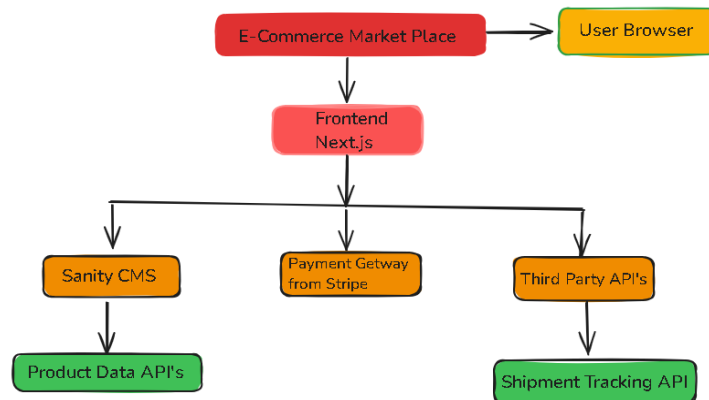 E-Commerce Market Place
User Browser
Frontend
Next.js
Sanity CMS
Payment Getway
from Stripe
Third Party API's
Product Data API's
Shipment Tracking API